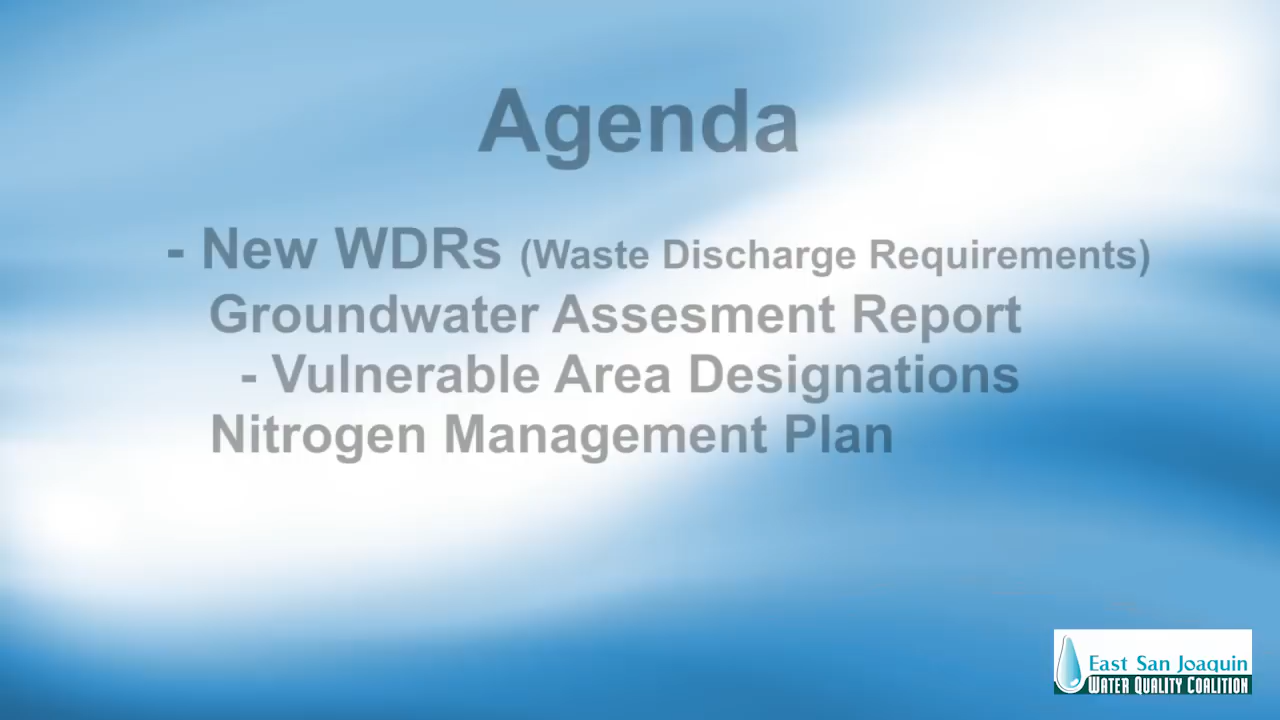 Agenda
- New WDRs (Waste Discharge Requirements)
Groundwater Assesment Report
- Vulnerable Area Designations
Nitrogen Management Plan
East San Joaquin
WATER QUALITY COALITION